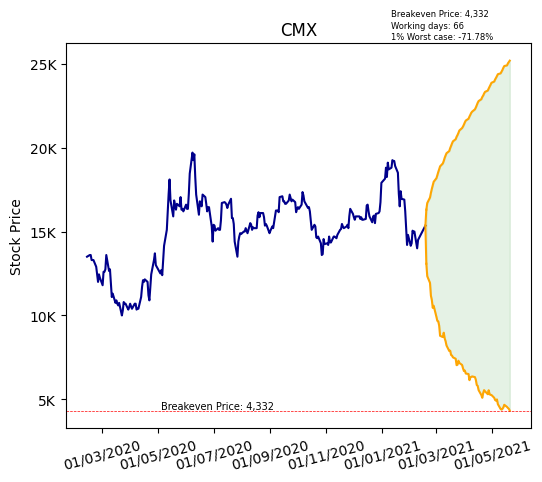 Breakeven Price: 4,332
Working days: 66
1% Worst case: -71.78%
CMX
Stock Price
25K
20K
15K
10K
5K
Breakeven Price: 4,332
01/03/2020
01/05/2020
01/07/2020
01/09/2020
01/11/2020
01/01/2021
01/03/2021
01/05/2021